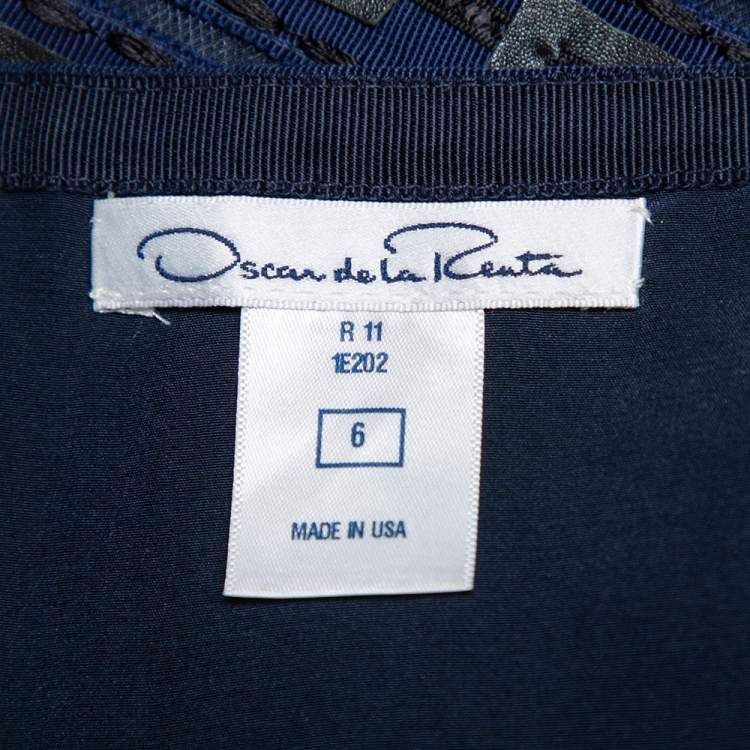 Oscar de la Renta
R 11
1E202
6
MADE IN USA